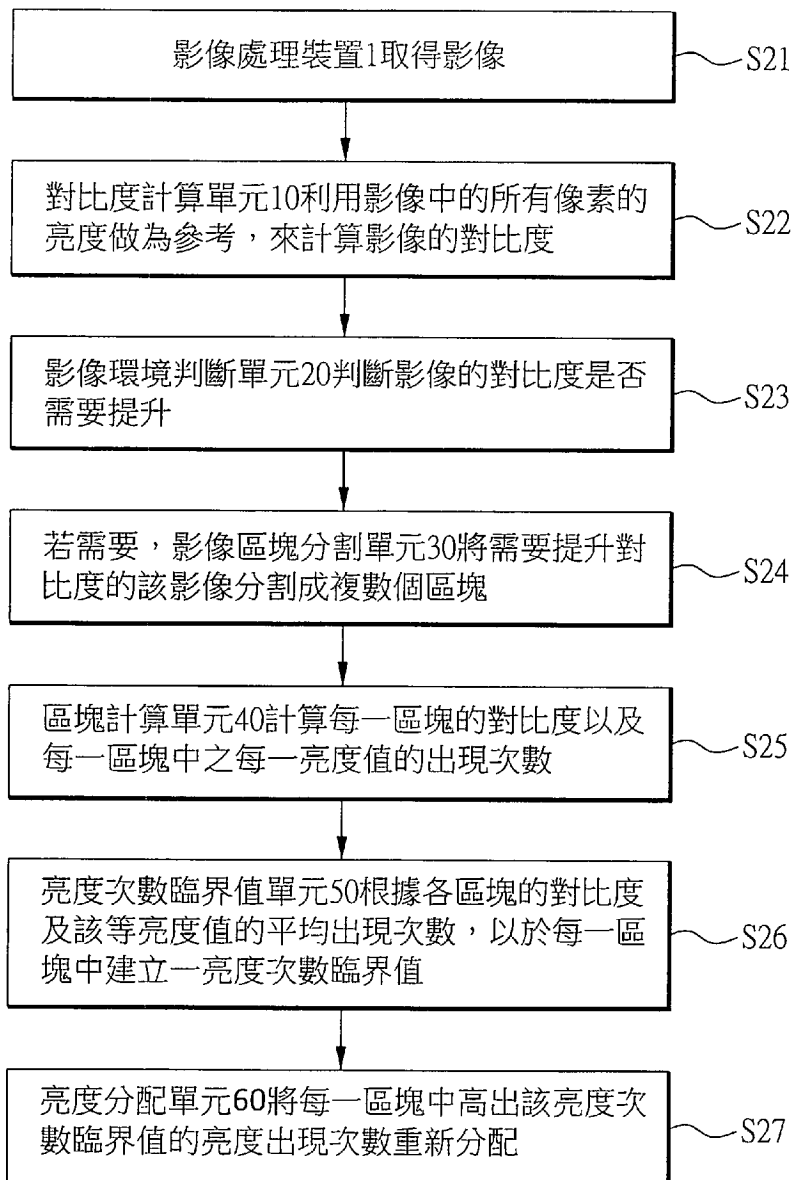 影像處理裝置1取得影像
S21
對比度計算單元10利用影像中的所有像素的
亮度做為參考，來計算影像的對比度
S22
影像環境判斷單元20判斷影像的對比度是否
需要提升
S23
若需要，影像區塊分割單元30將需要提升對
比度的該影像分割成複數個區塊
S24
區塊計算單元40計算每一區塊的對比度以及
每一區塊中之每一亮度值的出現次數
S25
亮度次數臨界值單元50根據各區塊的對比度
及該等亮度值的平均出現次數，以於每一區
塊中建立一亮度次數臨界值
S26
亮度分配單元60將每一區塊中高出該亮度次
數臨界值的亮度出現次數重新分配
S27